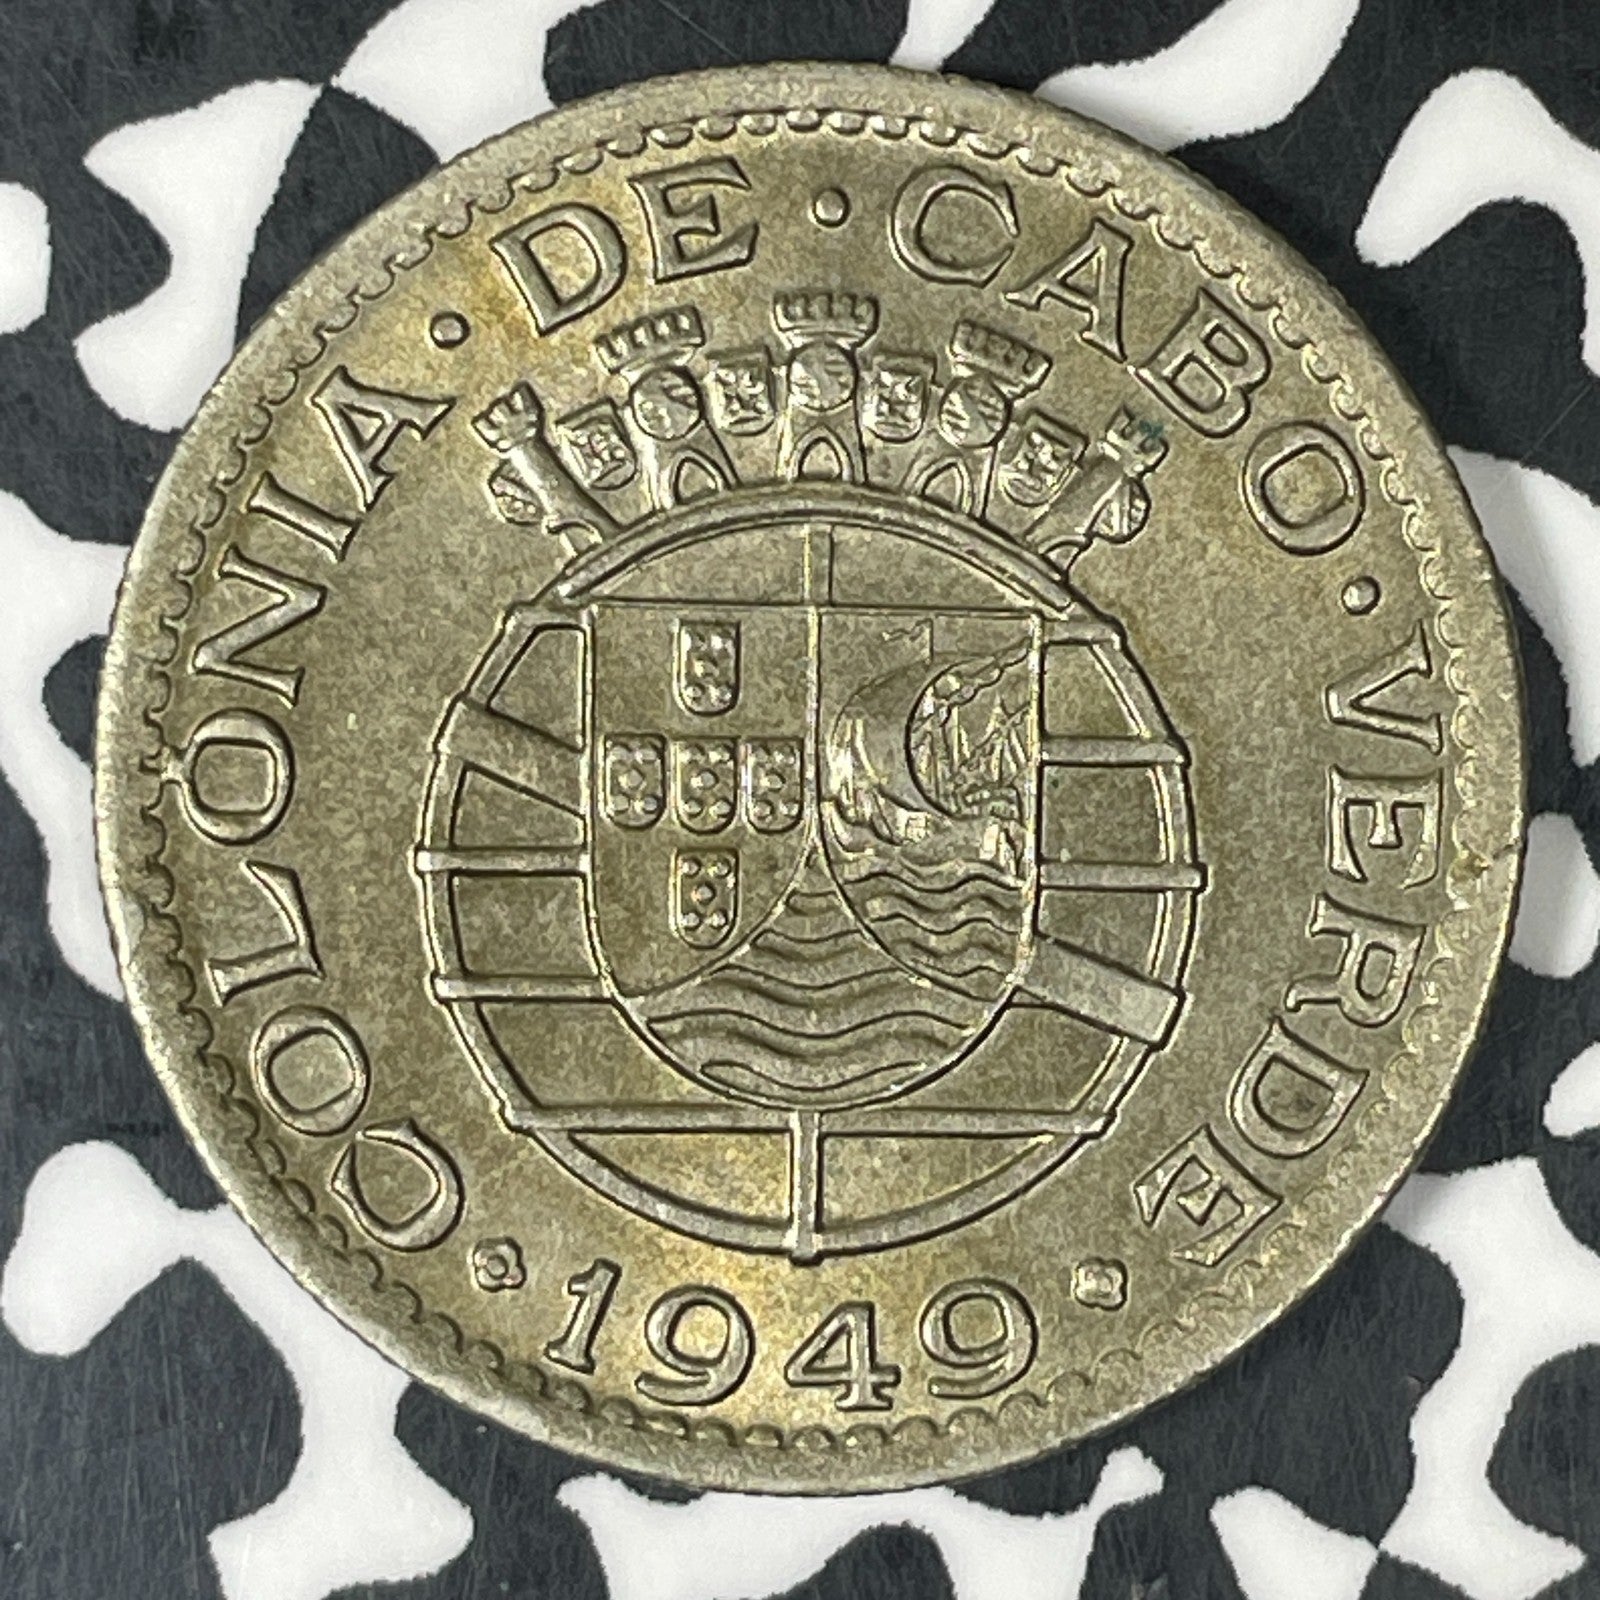 COLÓNIA · DE · CABO · VERDE
1949